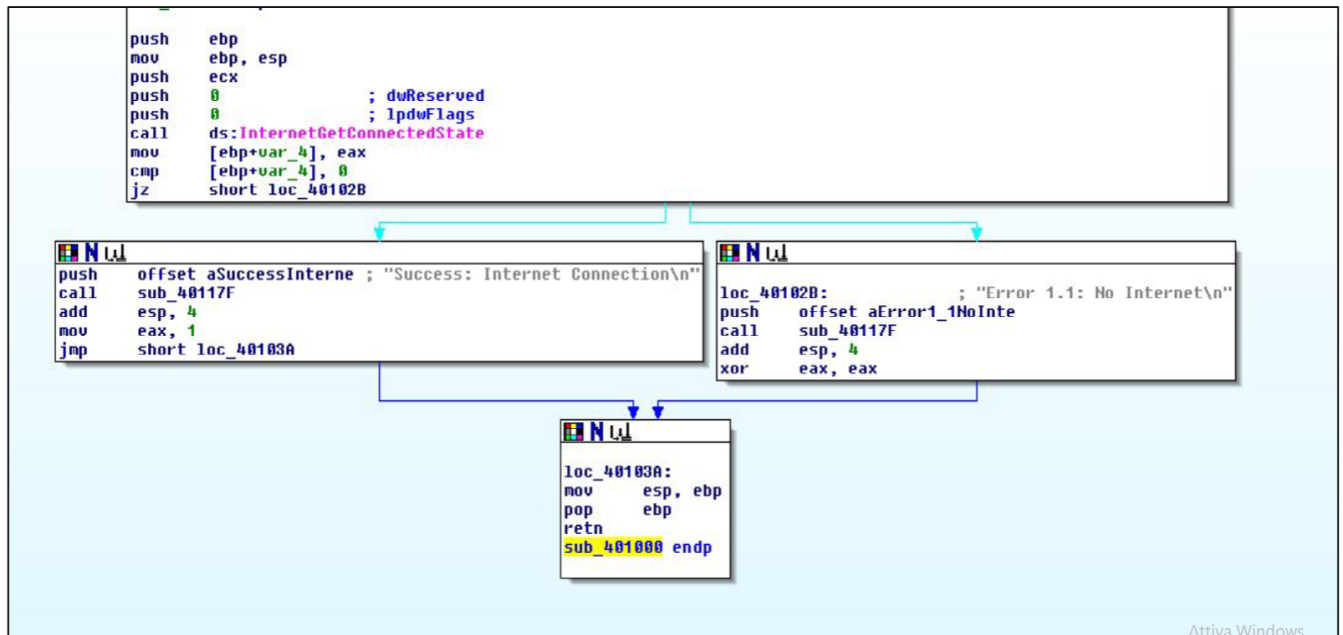 push ebp
mov ebp, esp
push ecx
push 0 ; dwReserved
push 0 ; lpdwFlags
call ds:InternetGetConnectedState
mov [ebp+var_4], eax
cmp [ebp+var_4], 0
jz short loc_40102B
push offset aSuccessInterne ; "Success: Internet Connection\n"
call sub_40117F
add esp, 4
mov eax, 1
jmp short loc_40103A
loc_40102B: ; "Error 1.1: No Internet\n"
push offset aError1_1NoInte
call sub_40117F
add esp, 4
xor eax, eax
loc_40103A:
mov esp, ebp
pop ebp
retn
sub_401000 endp
Attiva Windows